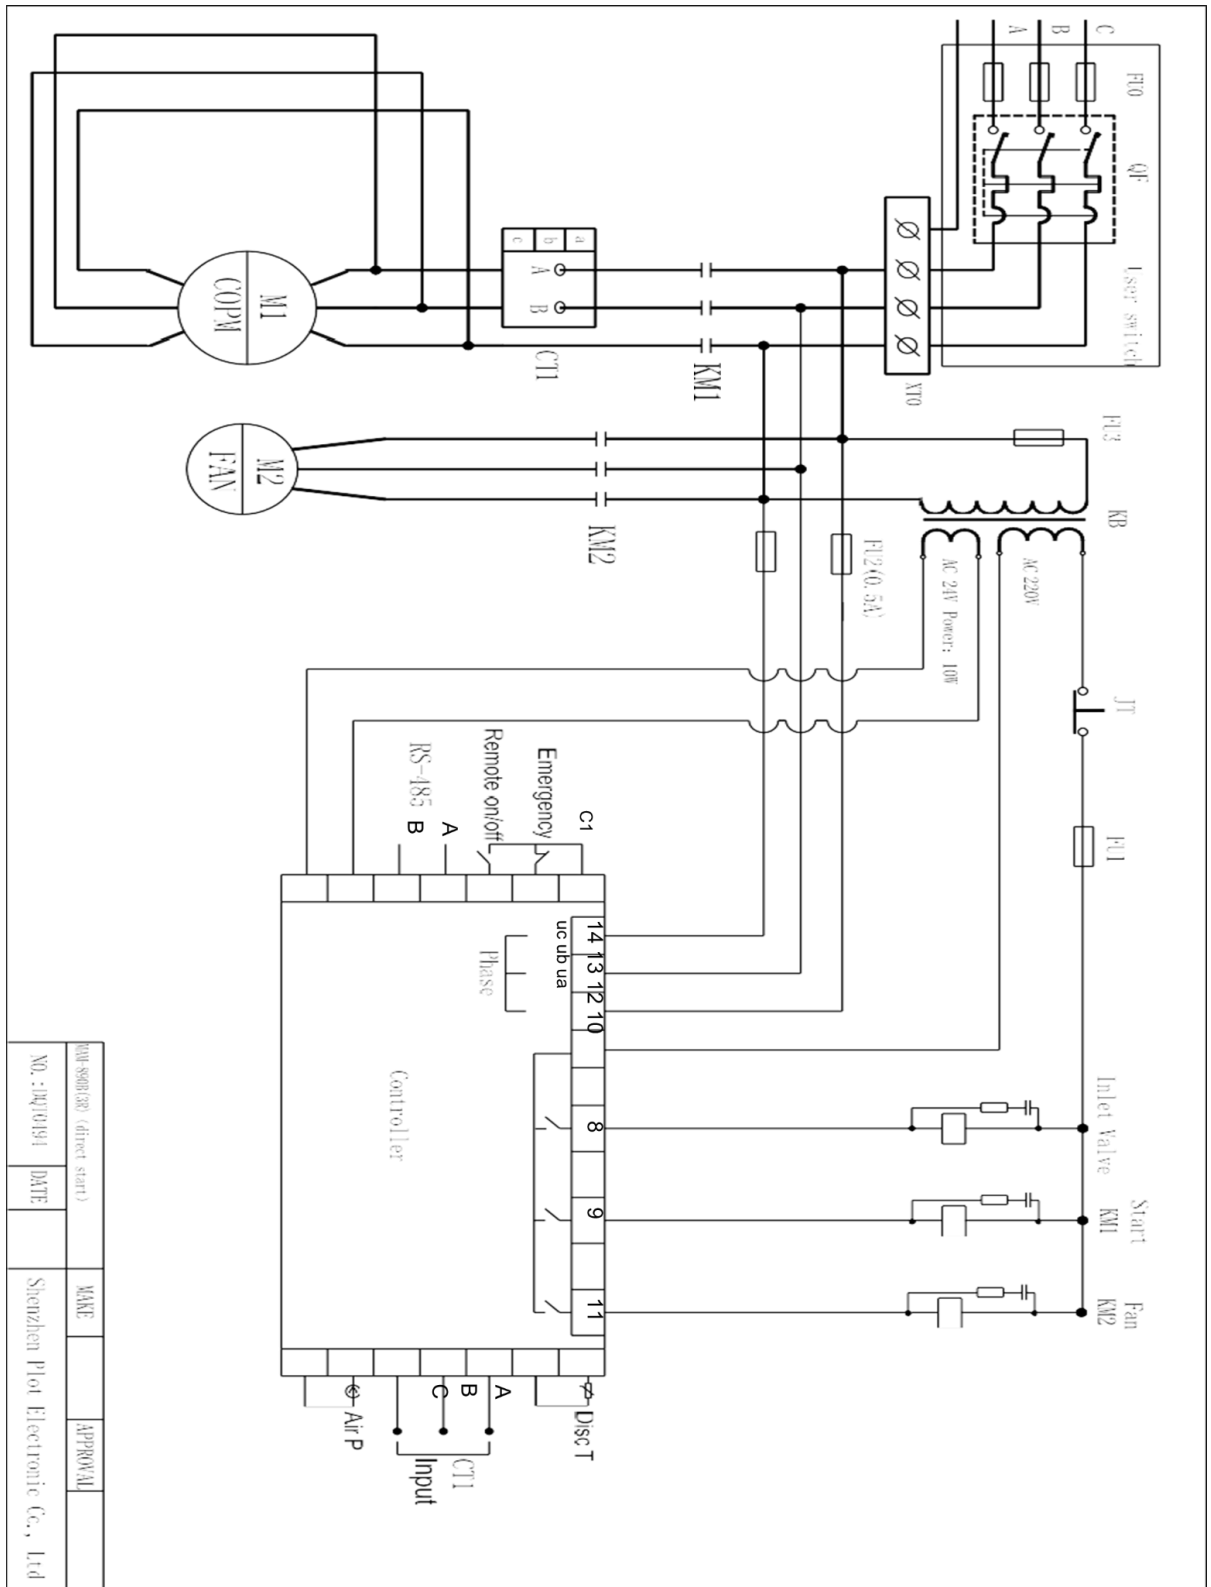 A
B
C
FU0
QF
User switch
XT0
c
b
a
A
B
CT1
KM1
M1
COPM
M2
FAN
KM2
FU3
KB
FU2(0.5A)
AC 24V Power: 10W
AC 220V
JT
FU1
RS-485
B
A
Remote on/off
Emergency
C1
14
13
12
10
8
9
11
uc ub ua
Phase
Controller
Inlet Valve
Start
KM1
Fan
KM2
Air P
C
B
A
CT1
Input
Disc T
(direct start)
MAKE
APPROVAL
NO.:
DATE
Shenzhen Plot Electronic Co., Ltd